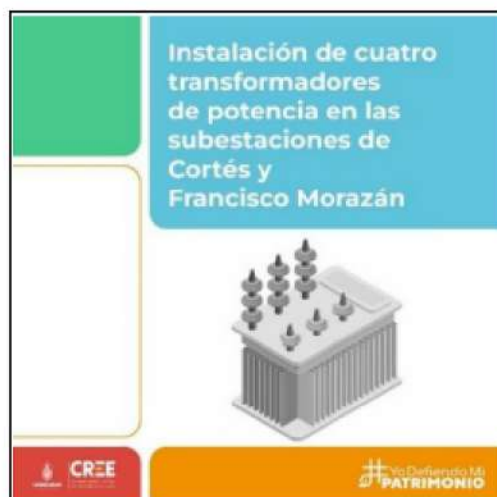 Instalación de cuatro
transformadores
de potencia en las
subestaciones de
Cortés y
Francisco Morazán
CREE
#YoDefiendoMi
PATRIMONIO